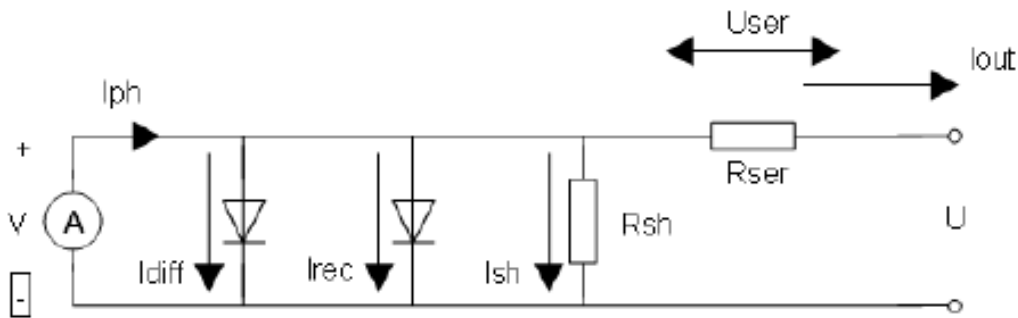 User
Iout
Iph
+
Rser
V
A
Rsh
U
Idiff
Irec
Ish
-